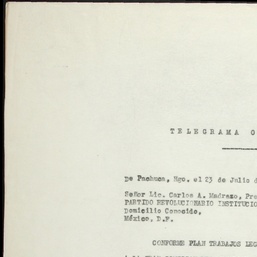 TELEGRAMA O
De Pachuca, Hgo. el 23 de Julio d
Señor Lic. Carlos A. Madrazo, Pre
PARTIDO REVOLUCIONARIO INSTITUCIO
Domicilio Conocido,
México, D.F.
CONFORME PLAN TRABAJOS LEG